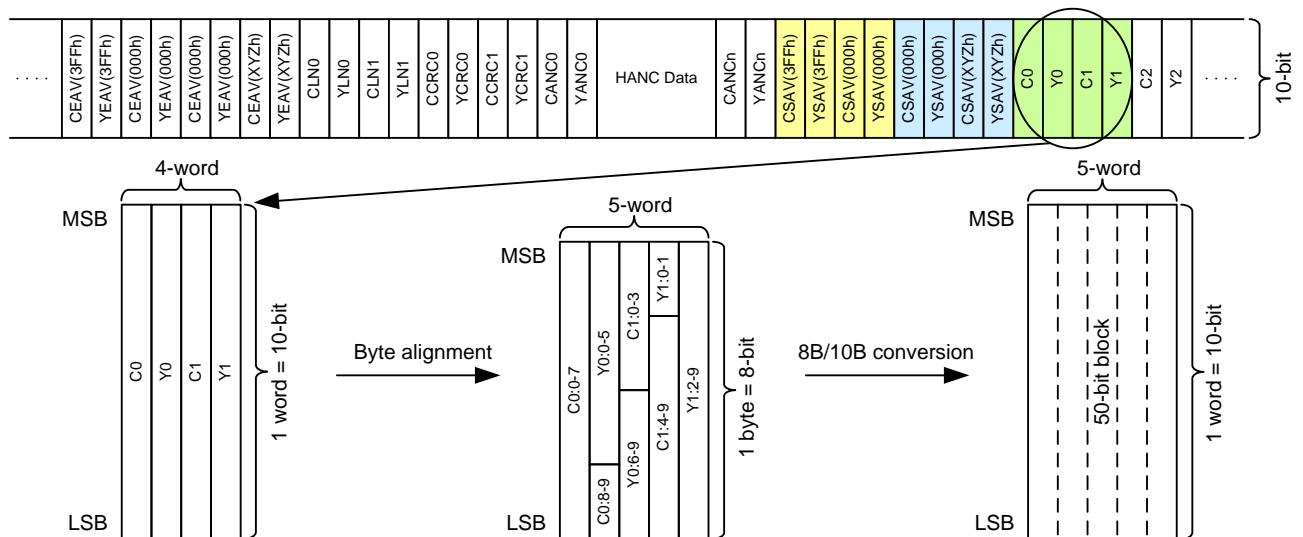 . . . .
CEAV(3FFh)
YEAV(3FFh)
CEAV(000h)
YEAV(000h)
CEAV(000h)
YEAV(000h)
CEAV(XYZh)
YEAV(XYZh)
CLN0
YLN0
CLN1
YLN1
CCRC0
YCRC0
CCRC1
YCRC1
CANC0
YANC0
HANC Data
CANCn
YANCn
CSAV(3FFh)
YSAV(3FFh)
CSAV(000h)
YSAV(000h)
CSAV(000h)
YSAV(000h)
CSAV(XYZh)
YSAV(XYZh)
C0
Y0
C1
Y1
C2
Y2
. . . .
10-bit
4-word
MSB
C0
Y0
C1
Y1
LSB
1 word = 10-bit
Byte alignment
5-word
MSB
C0:0-7
Y0:0-5
C0:8-9
C1:0-3
Y0:6-9
Y1:0-1
C1:4-9
Y1:2-9
LSB
1 byte = 8-bit
8B/10B conversion
5-word
MSB
50-bit block
LSB
1 word = 10-bit